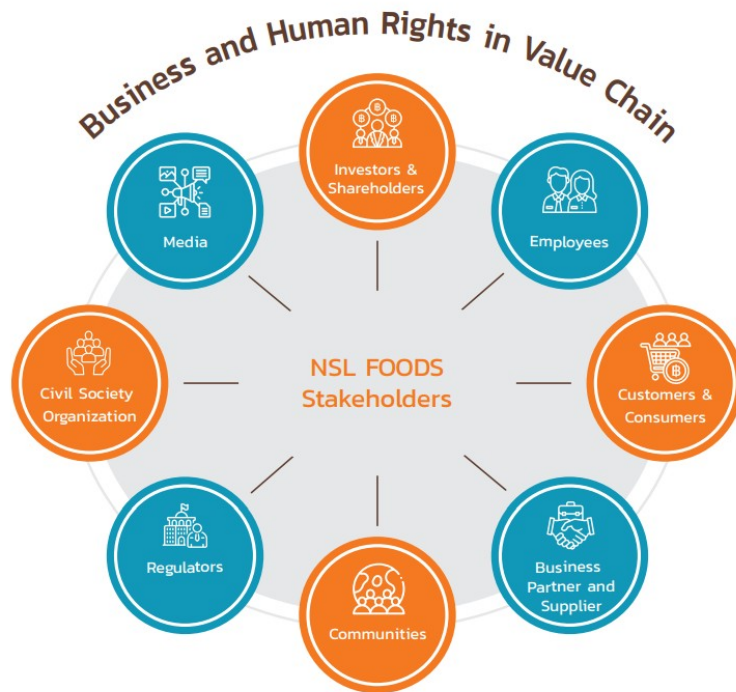 Business and Human Rights in Value Chain
Investors &
Shareholders
Media
Employees
NSL FOODS
Stakeholders
Civil Society
Organization
Customers &
Consumers
Regulators
Business
Partner and
Supplier
Communities